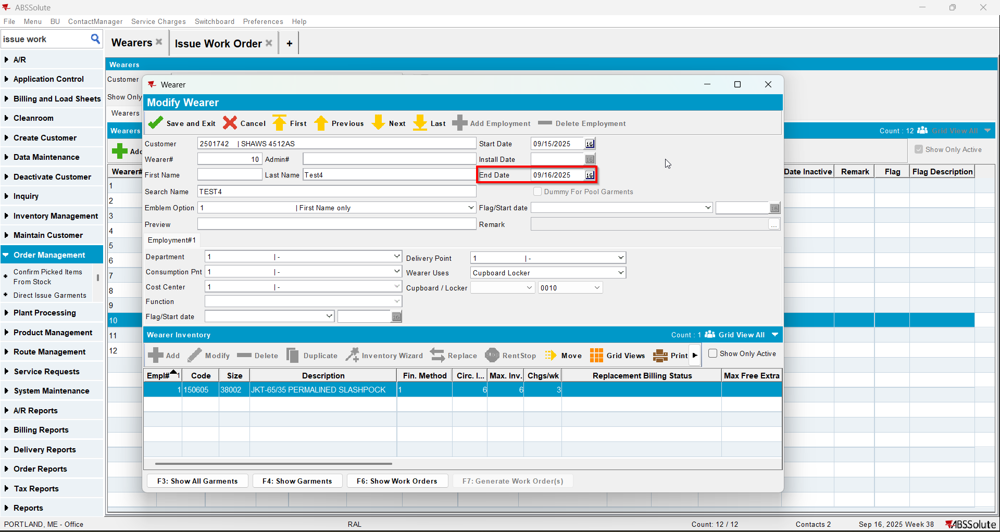 ABSSolute
File Menu BU ContactManager Service Charges Switchboard Preferences Help
issue work
Wearers Issue Work Order +
A/R
Application Control
Billing and Load Sheets
Cleanroom
Create Customer
Data Maintenance
Deactivate Customer
Inquiry
Inventory Management
Maintain Customer
Order Management
Confirm Picked Items
From Stock
Direct Issue Garments
Plant Processing
Product Management
Route Management
Service Requests
System Maintenance
A/R Reports
Billing Reports
Delivery Reports
Order Reports
Tax Reports
Reports
Wearers
Customer
Show Only
Wearers
Wearers Count : 12 Grid View All
Add Show Only Active
Wearer# Date Inactive Remark Flag Flag Description
1
2
3
4
5
6
7
8
9
10
11
12
Wearer
Modify Wearer
Save and Exit Cancel First Previous Next Last Add Employment Delete Employment
Customer 2501742 | SHAWS 4512AS Start Date 09/15/2025 16
Wearer# 10 Admin# Install Date 16
First Name Last Name Test4 End Date 09/16/2025 16
Search Name TEST4 Dummy For Pool Garments
Emblem Option 1 | First Name only Flag/Start date 16
Preview Remark ...
Employment#1
Department 1 | - Delivery Point 1 | -
Consumption Pnt 1 | - Wearer Uses Cupboard Locker
Cost Center 1 | - Cupboard / Locker 0010
Function
Flag/Start date 16
Wearer Inventory Count : 1 Grid View All
Add Modify Delete Duplicate Inventory Wizard Replace RentStop Move Grid Views Print Show Only Active
Empl# 1 Code Size Description Fin. Method Circ. I... Max. Inv. Chgs/wk Replacement Billing Status Max Free Extra
1 150605 38002 JKT-65/35 PERMALINED SLASHPOCK 1 6 6 3
F3: Show All Garments F4: Show Garments F6: Show Work Orders F7: Generate Work Order(s)
PORTLAND, ME - Office RAL Count: 12 / 12 Contacts 2 Sep 16, 2025 Week 38 ABSSolute